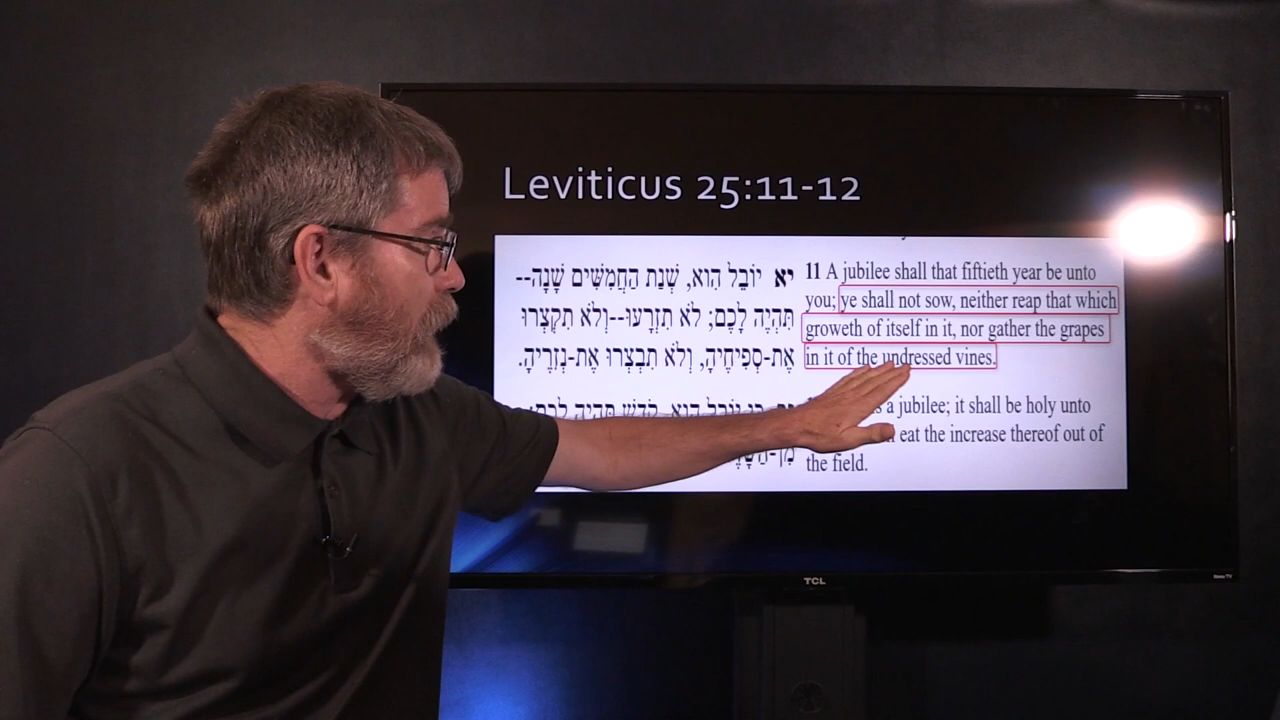 Leviticus 25:11-12
יא יוֹבֵל הִוא, שְׁנַת הַחֲמִשִּׁים שָׁנָה--
תִּהְיֶה לָכֶם; לֹא תִזְרָעוּ--וְלֹא תִקְצְרוּ
אֶת-סְפִיחֶיהָ, וְלֹא תִבְצְרוּ אֶת-נְזִרֶיהָ.
11 A jubilee shall that fiftieth year be unto
you; ye shall not sow, neither reap that which
groweth of itself in it, nor gather the grapes
in it of the undressed vines.
מִן-הַשָּׂדֶה
a jubilee; it shall be holy unto
eat the increase thereof out of
the field.
TCL
Roku TV